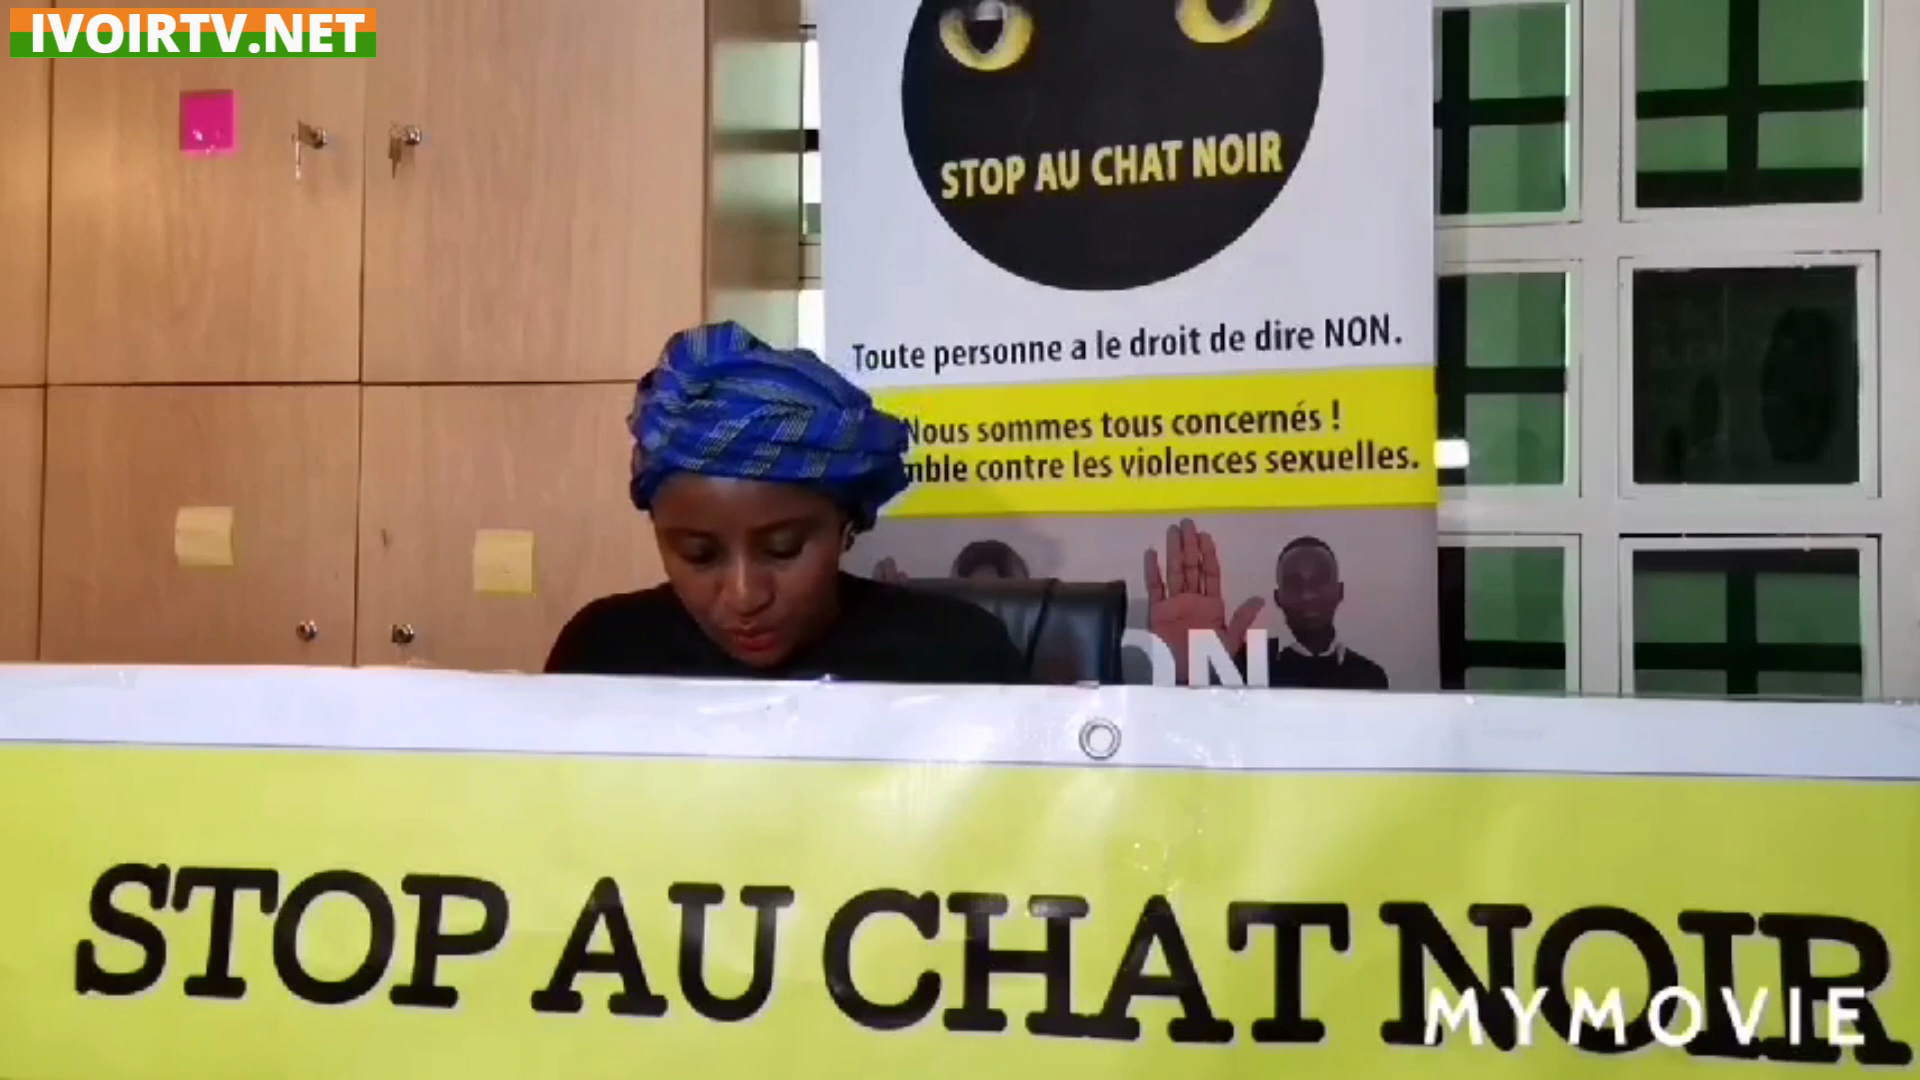 IVOIRTV.NET
STOP AU CHAT NOIR
Toute personne a le droit de dire NON.
Nous sommes tous concernés !
contre les violences sexuelles.
STOP AU CHAT NOIR
MYMOVIE